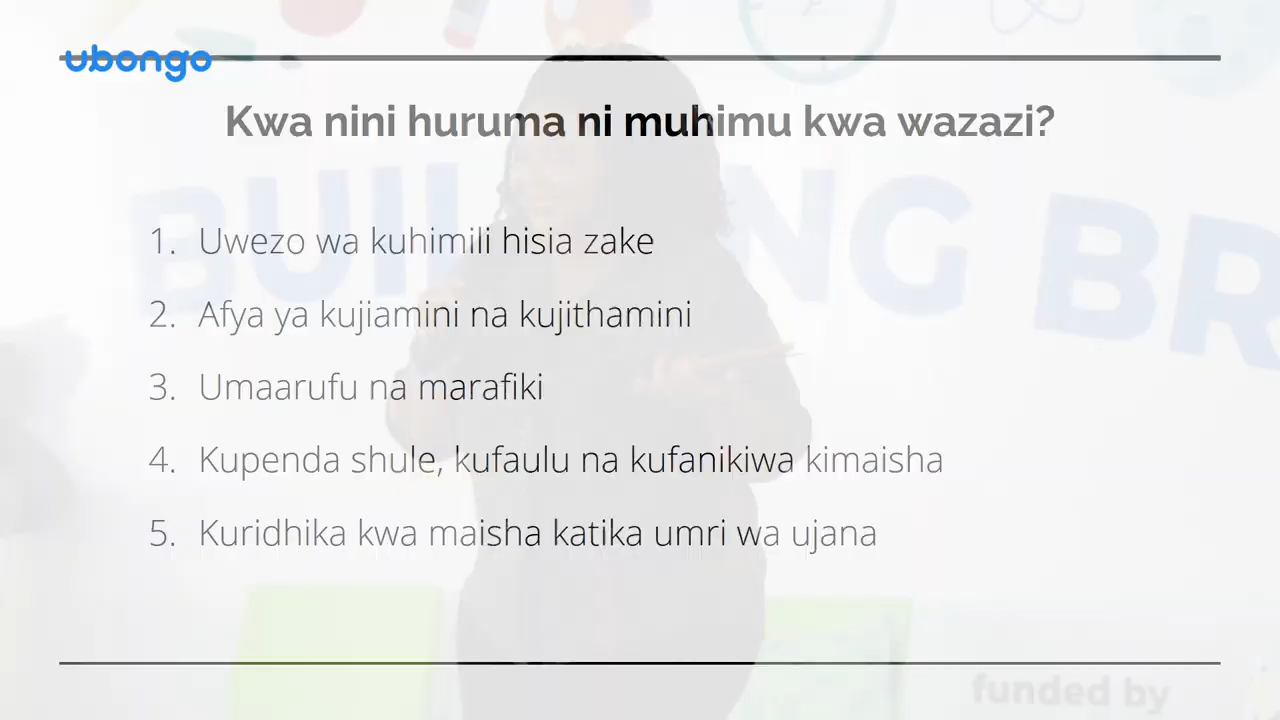 ubongo
Kwa nini huruma ni muhimu kwa wazazi?
BUILDING BR
1. Uwezo wa kuhimili hisia zake
2. Afya ya kujiamini na kujithamini
3. Umaarufu na marafiki
4. Kupenda shule, kufaulu na kufanikiwa kimaisha
5. Kuridhika kwa maisha katika umri wa ujana
funded by